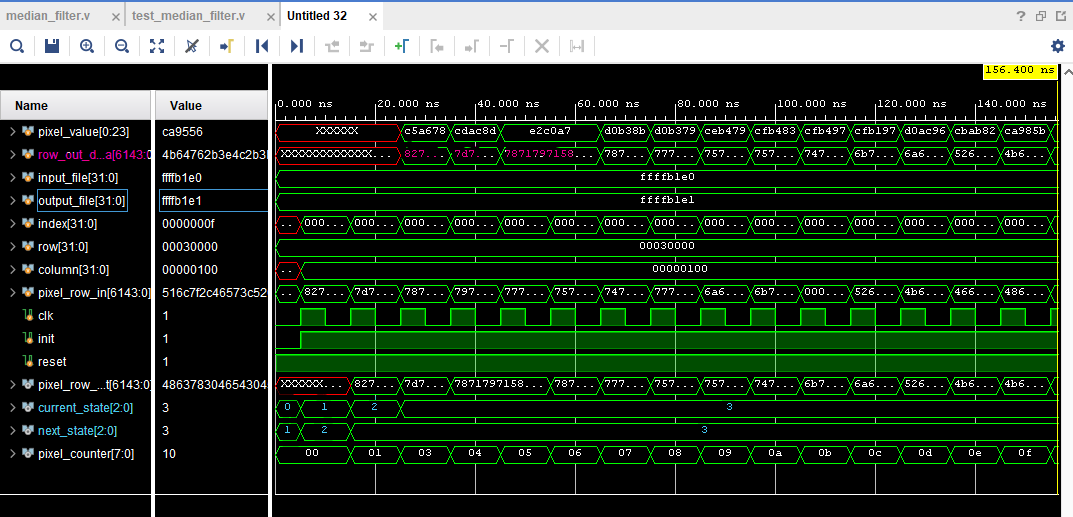 median_filter.v × test_median_filter.v × Untitled 32 ×
?
156.400 ns
Name Value 0.000 ns 20.000 ns 40.000 ns 60.000 ns 80.000 ns 100.000 ns 120.000 ns 140.000 ns
pixel_value[0:23] ca9556 XXXXXX c5a678 cdac8d e2c0a7 d0b38b d0b379 ceb479 cfb483 cfb497 cfb197 d0ac96 cbab82 ca985b
row_out_d...a[6143:0 4b64762b3e4c2b3 XXXXXXXXXXXXX 827... 7d7... 7871797158... 787... 777... 757... 757... 747... 6b7... 6a6... 526... 4b6...
input_file[31:0] ffffb1e0 ffffb1e0
output_file[31:0] ffffb1e1 ffffb1e1
index[31:0] 0000000f .. 000... 000... 000... 000... 000... 000... 000... 000... 000... 000... 000... 000... 000... 000... 000...
row[31:0] 00030000 00030000
column[31:0] 00000100 .. 00000100
pixel_row_in[6143:0] 516c7f2c46573c52 827... 7d7... 787... 797... 777... 757... 747... 777... 6a6... 6b7... 000... 526... 4b6... 466... 486...
clk 1
init 1
reset 1
pixel_row_...t[6143:0 486378304654304 XXXXXX... 827... 7d7... 7871797158... 787... 777... 757... 757... 747... 6b7... 6a6... 526... 4b6... 4b6...
current_state[2:0] 3 0 1 2 3
next_state[2:0] 3 1 2 3
pixel_counter[7:0] 10 00 01 03 04 05 06 07 08 09 0a 0b 0c 0d 0e 0f